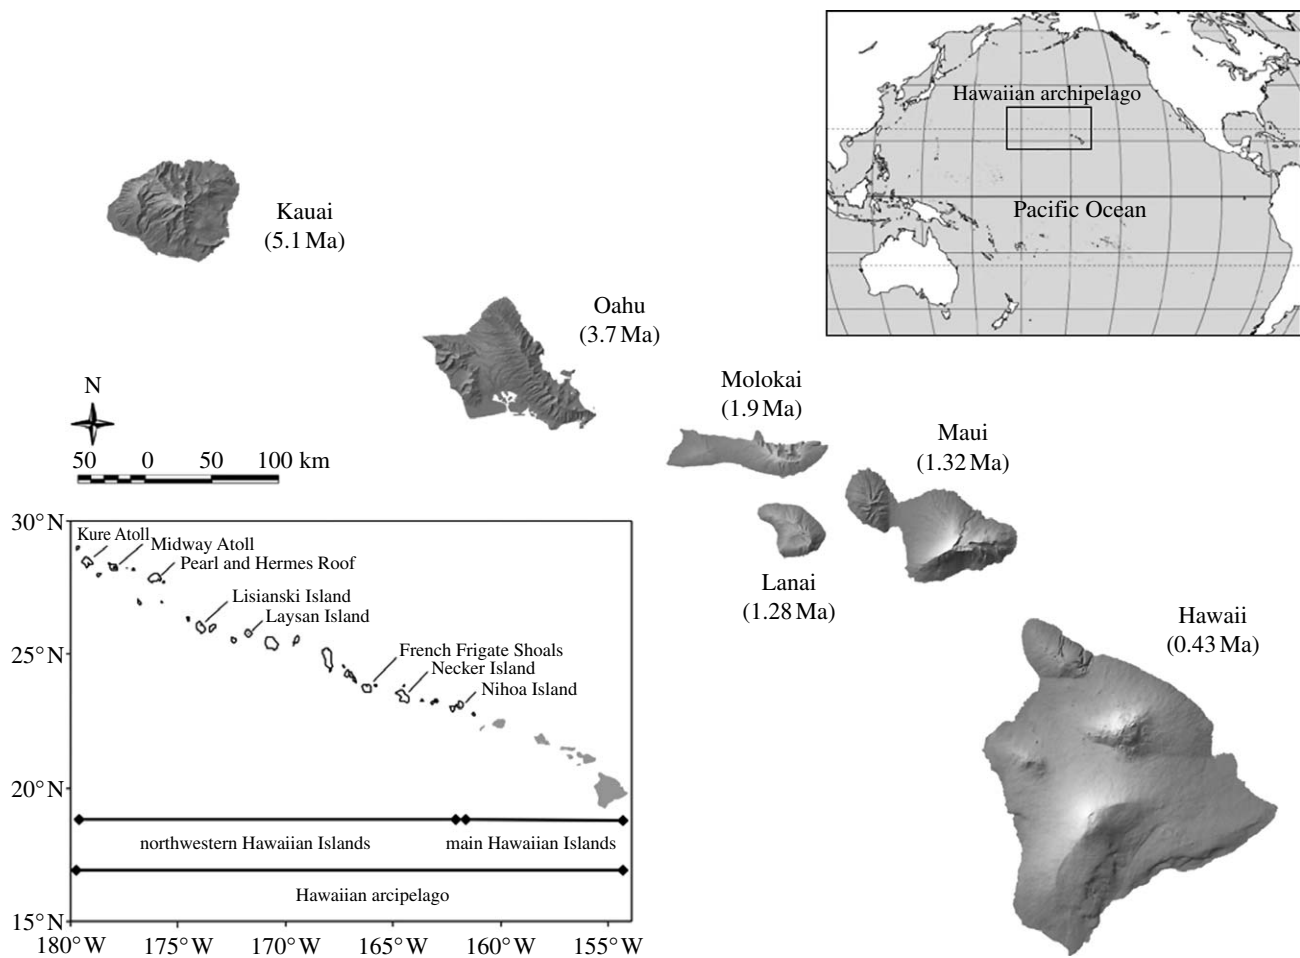 Hawaiian archipelago
Pacific Ocean
Kauai
(5.1 Ma)
Oahu
(3.7 Ma)
Molokai
(1.9 Ma)
Maui
(1.32 Ma)
Lanai
(1.28 Ma)
Hawaii
(0.43 Ma)
N
50 0 50 100 km
30° N
25° N
20° N
15° N
Kure Atoll
Midway Atoll
Pearl and Hermes Roof
Lisianski Island
Laysan Island
French Frigate Shoals
Necker Island
Nihoa Island
northwestern Hawaiian Islands
main Hawaiian Islands
Hawaiian arcipelago
180° W 175° W 170° W 165° W 160° W 155° W